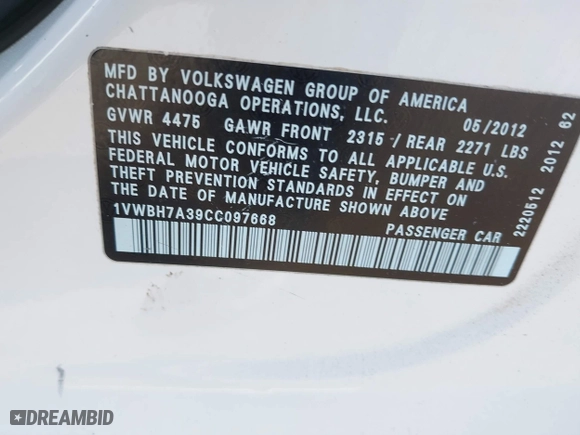 MFD BY VOLKSWAGEN GROUP OF AMERICA
CHATTANOOGA OPERATIONS, LLC.
05/2012
GVWR 4475 GAWR FRONT 2315 / REAR 2271 LBS
THIS VEHICLE CONFORMS TO ALL APPLICABLE U.S.
FEDERAL MOTOR VEHICLE SAFETY, BUMPER AND
THEFT PREVENTION STANDARDS IN EFFECT ON
THE DATE OF MANUFACTURE SHOWN ABOVE
1VWBH7A39CC097668
PASSENGER CAR
2220512 2012 62
DREAMBID